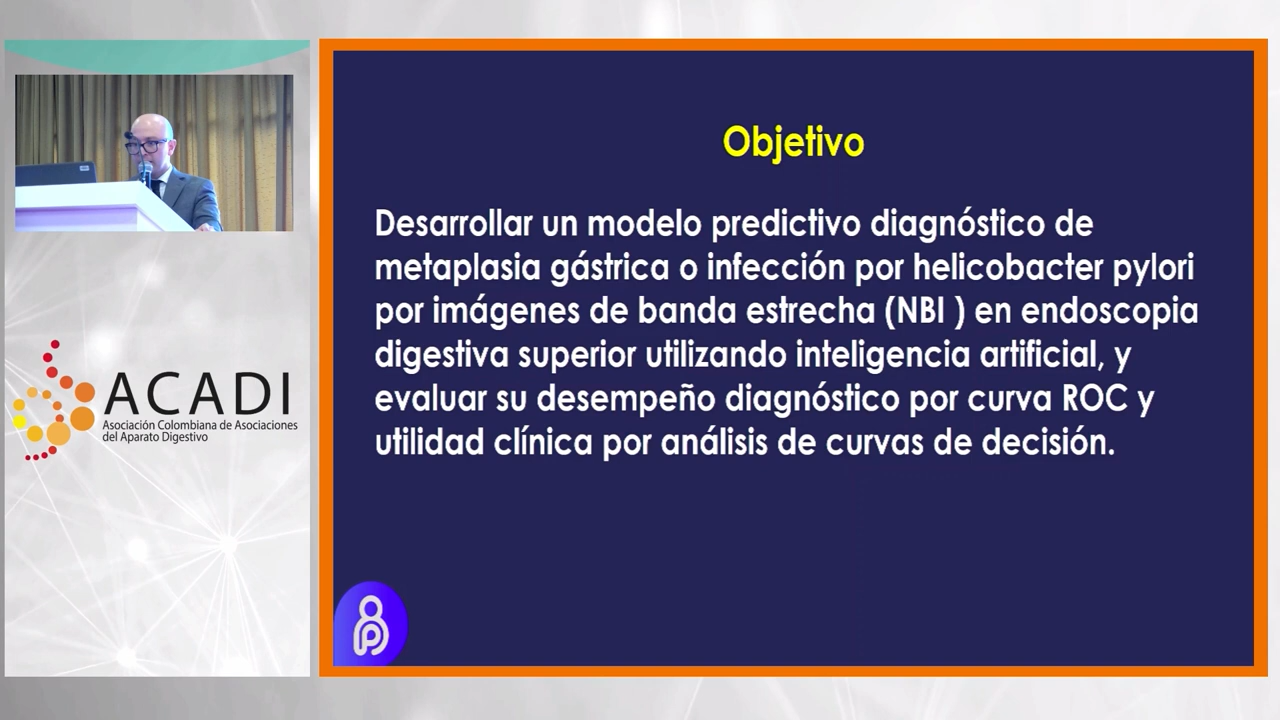 Objetivo
Desarrollar un modelo predictivo diagnóstico de
metaplasia gástrica o infección por helicobacter pylori
por imágenes de banda estrecha (NBI ) en endoscopia
digestiva superior utilizando inteligencia artificial, y
evaluar su desempeño diagnóstico por curva ROC y
utilidad clínica por análisis de curvas de decisión.
ACADI
Asociación Colombiana de Asociaciones
del Aparato Digestivo